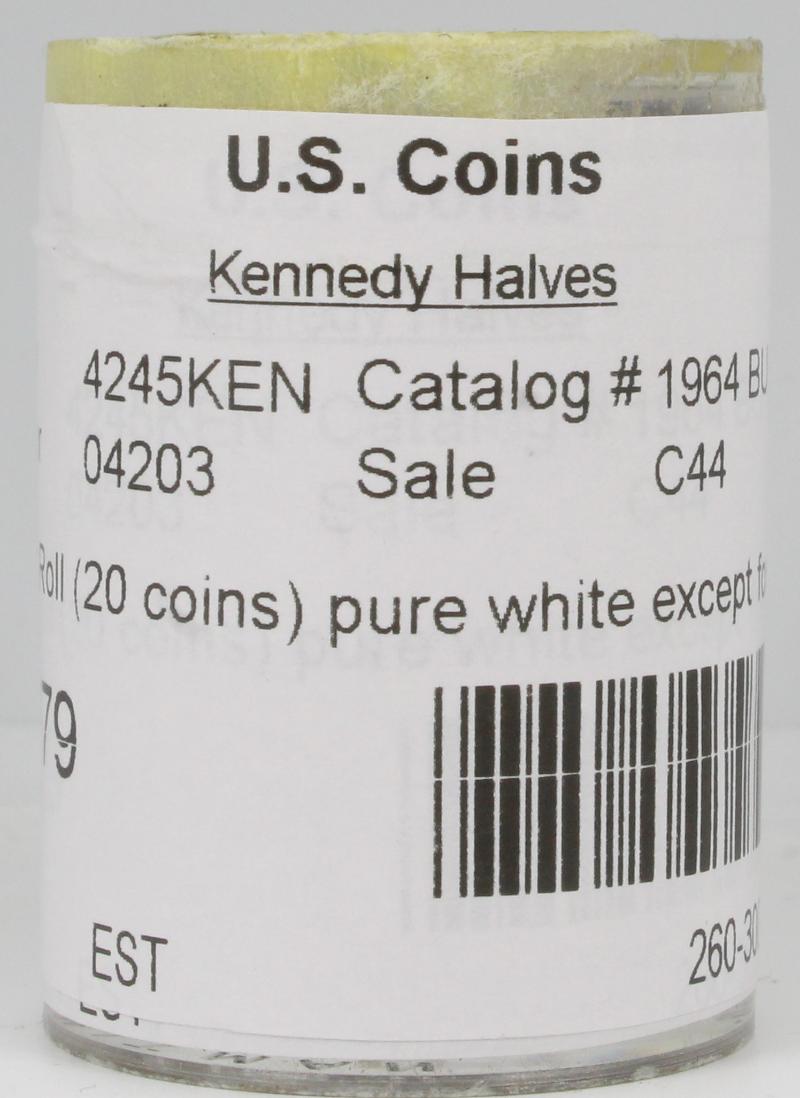 U.S. Coins
Kennedy Halves
4245KEN Catalog # 1964 BU
04203 Sale C44
Roll (20 coins) pure white except
79
EST 260-30